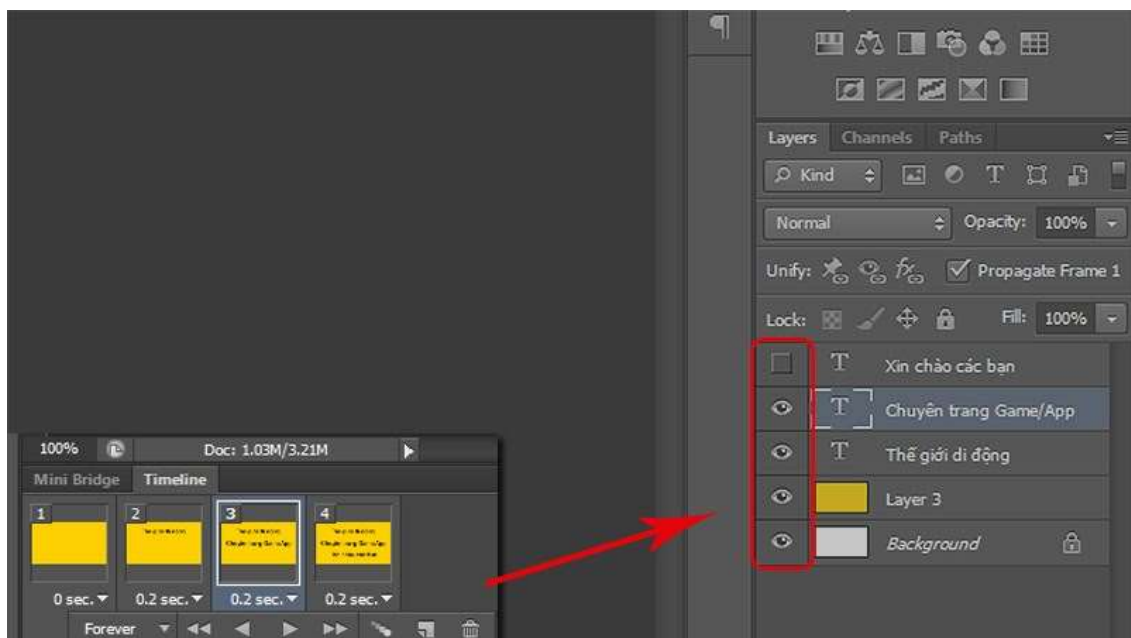 Layers Channels Paths
Kind
Normal Opacity: 100%
Unify: Propagate Frame 1
Lock: Fill: 100%
Xin chào các bạn
Chuyên trang Game/App
Thế giới di động
Layer 3
Background
100% Doc: 1.03M/3.21M
Mini Bridge Timeline
1 2 3 4
0 sec. 0.2 sec. 0.2 sec. 0.2 sec.
Forever